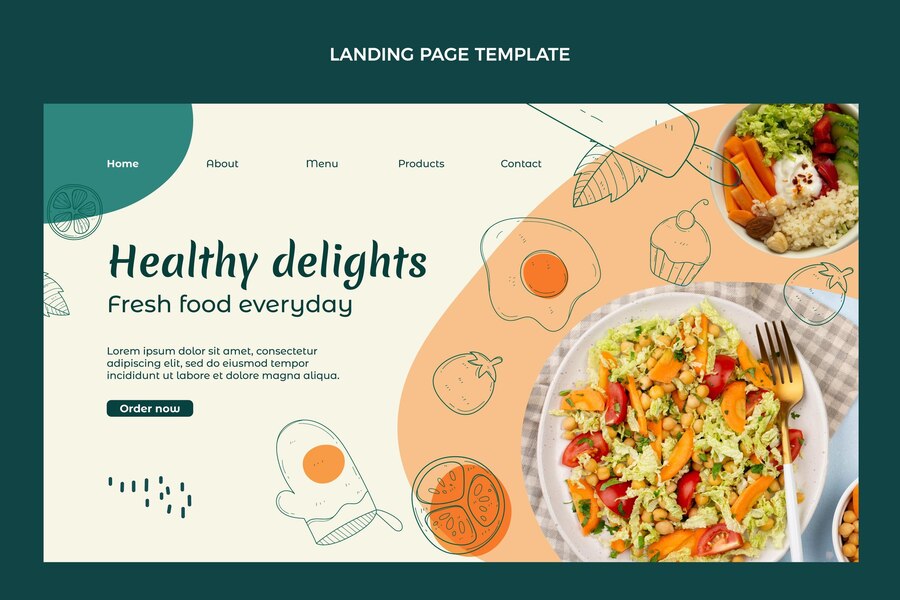 LANDING PAGE TEMPLATE
Home About Menu Products Contact
Healthy delights
Fresh food everyday
Lorem ipsum dolor sit amet, consectetur
adipiscing elit, sed do eiusmod tempor
incididunt ut labore et dolore magna aliqua.
Order now